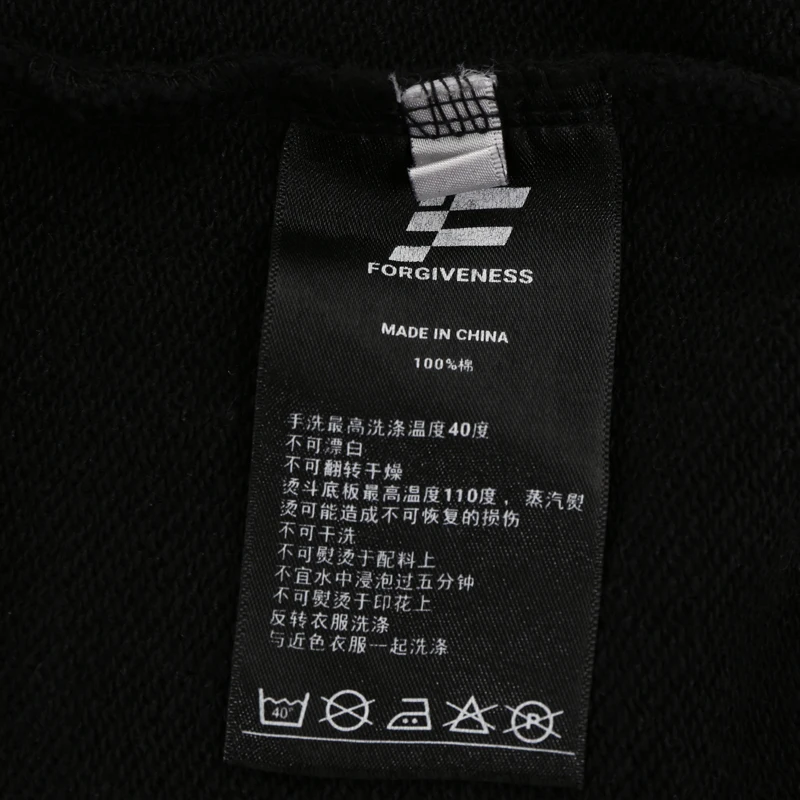 FORGIVENESS
MADE IN CHINA
100%棉
手洗最高洗涤温度40度
不可漂白
不可翻转干燥
烫斗底板最高温度110度，蒸汽熨
烫可能造成不可恢复的损伤
不可干洗
不可熨烫于配料上
不宜水中浸泡过五分钟
不可熨烫于印花上
反转衣服洗涤
与近色衣服一起洗涤
40°
P